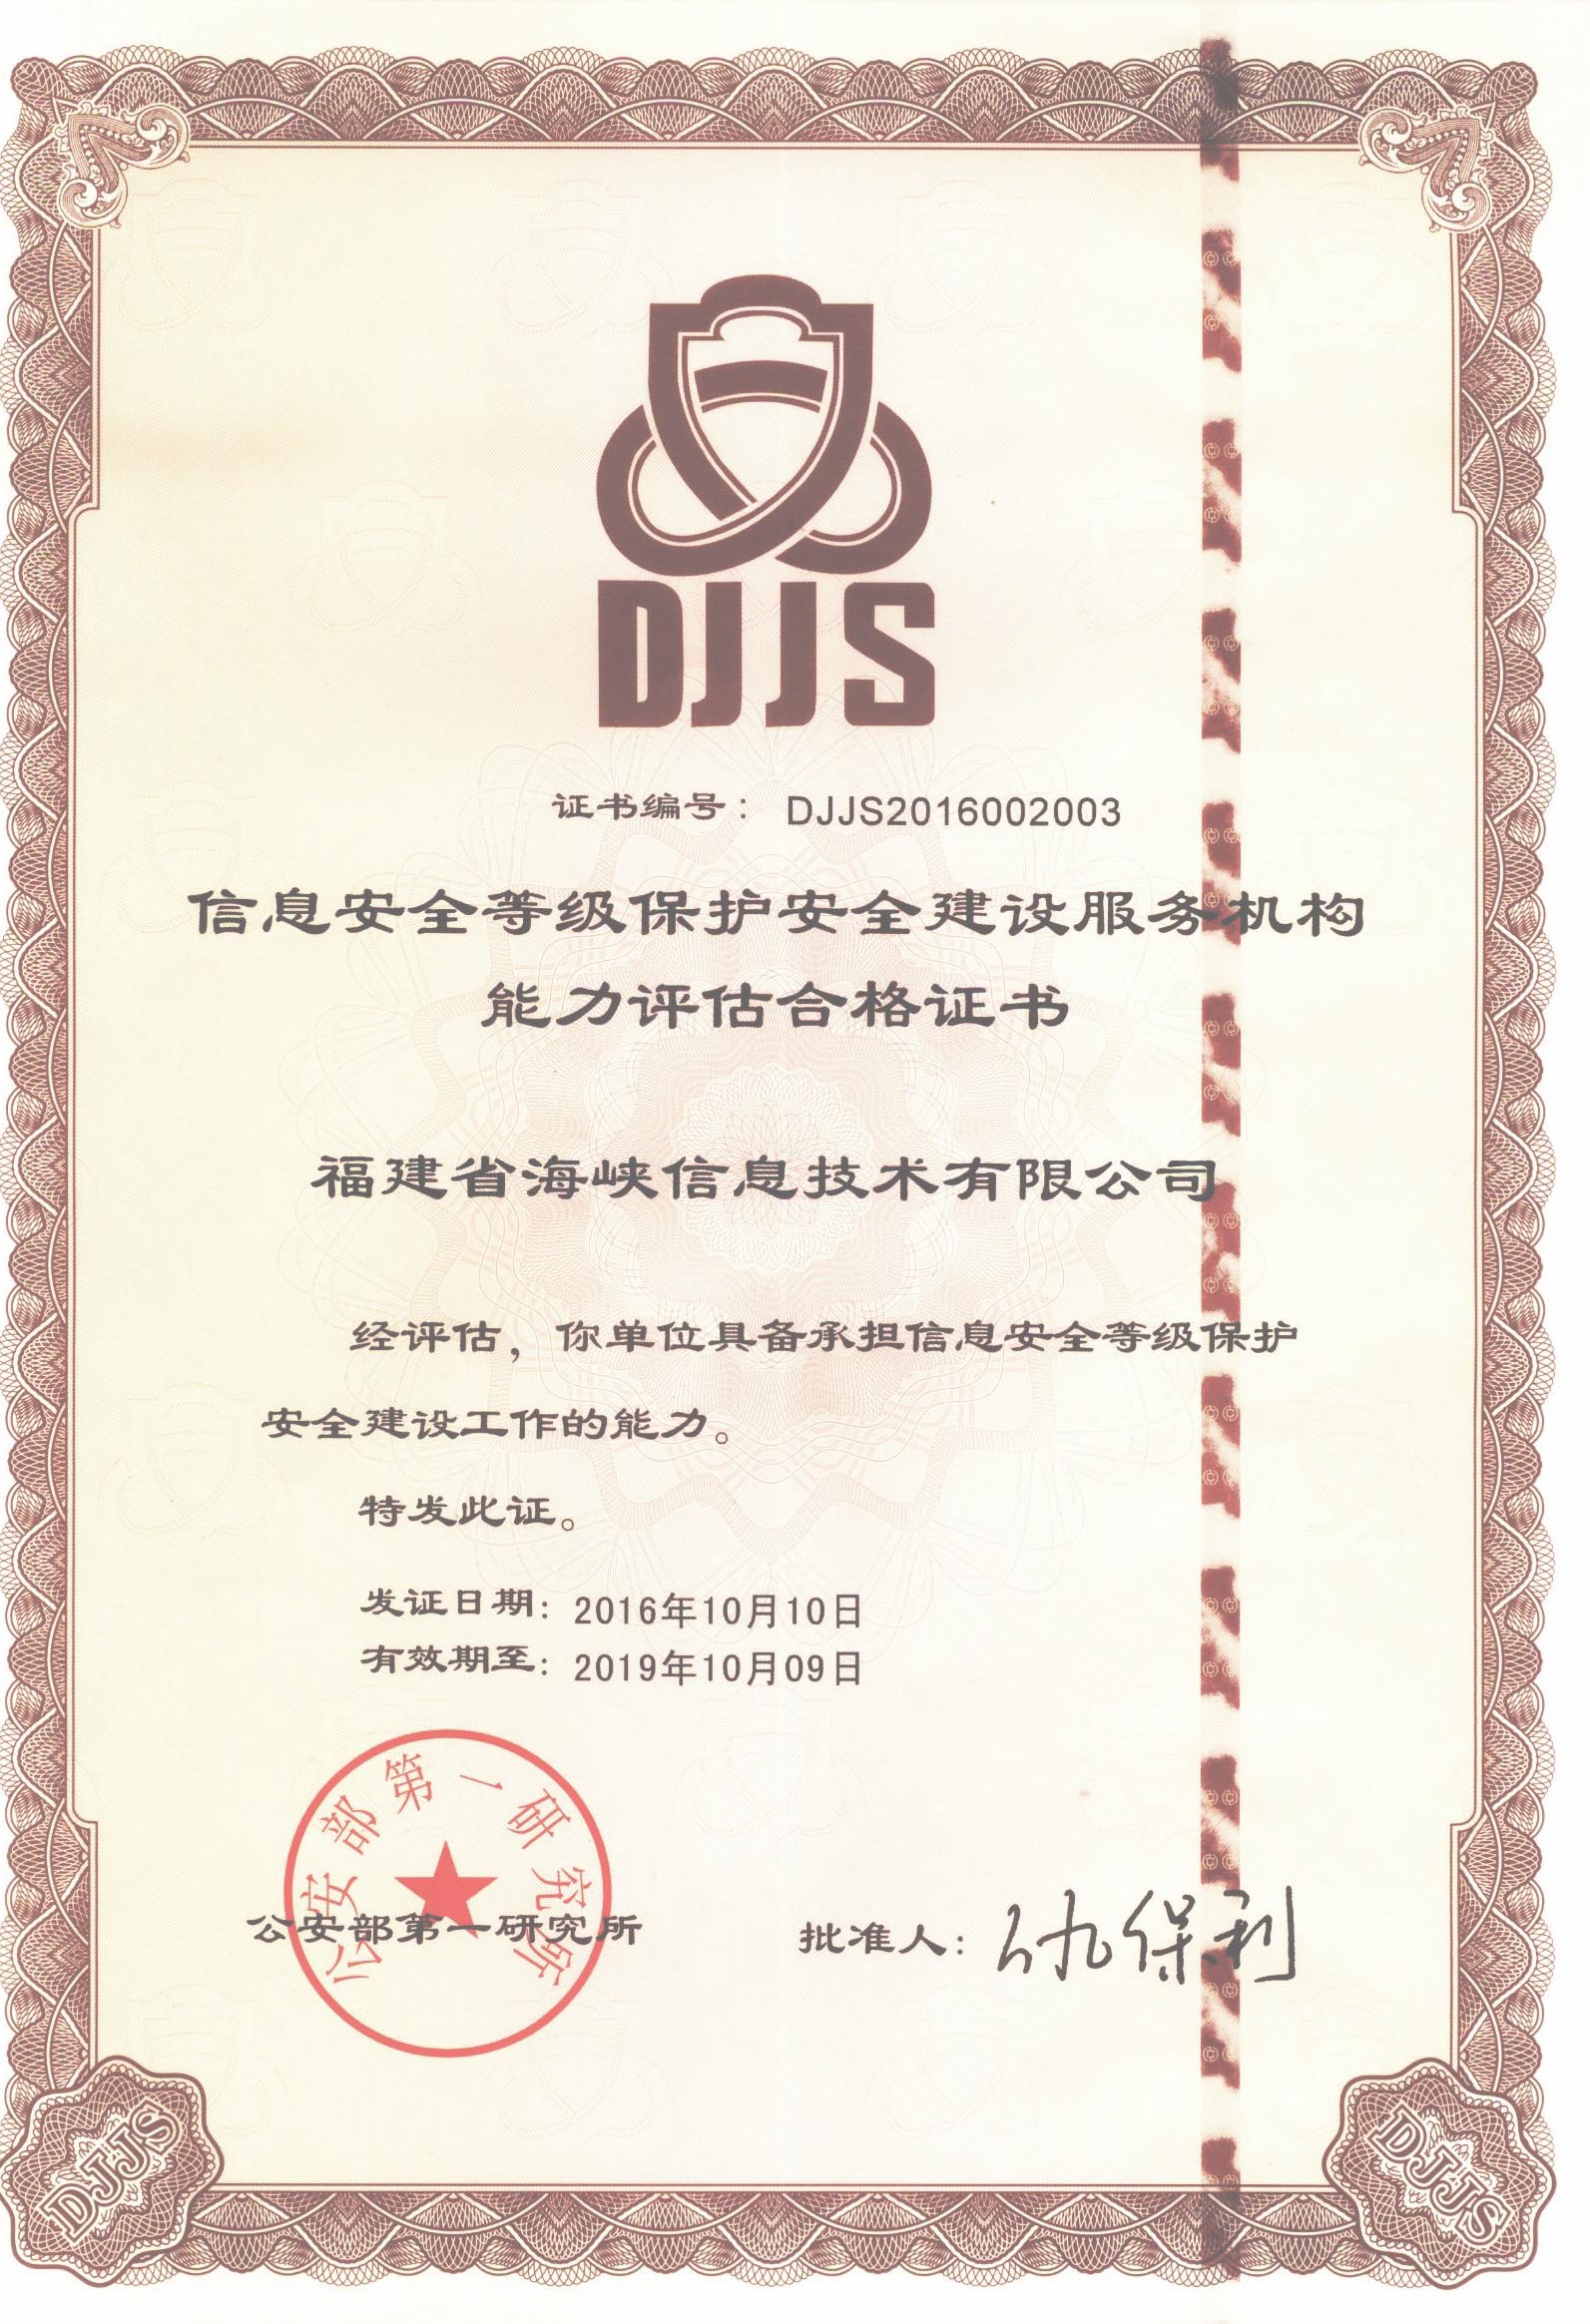 DJJS
证书编号： DJJS2016002003
信息安全等级保护安全建设服务机构
能力评估合格证书
福建省海峡信息技术有限公司
经评估，你单位具备承担信息安全等级保护
安全建设工作的能力。
特发此证。
发证日期: 2016年10月10日
有效期至: 2019年10月09日
公安部第一研究所
公安部第一研究所
批准人: 仇保利
DJJS
DJJS